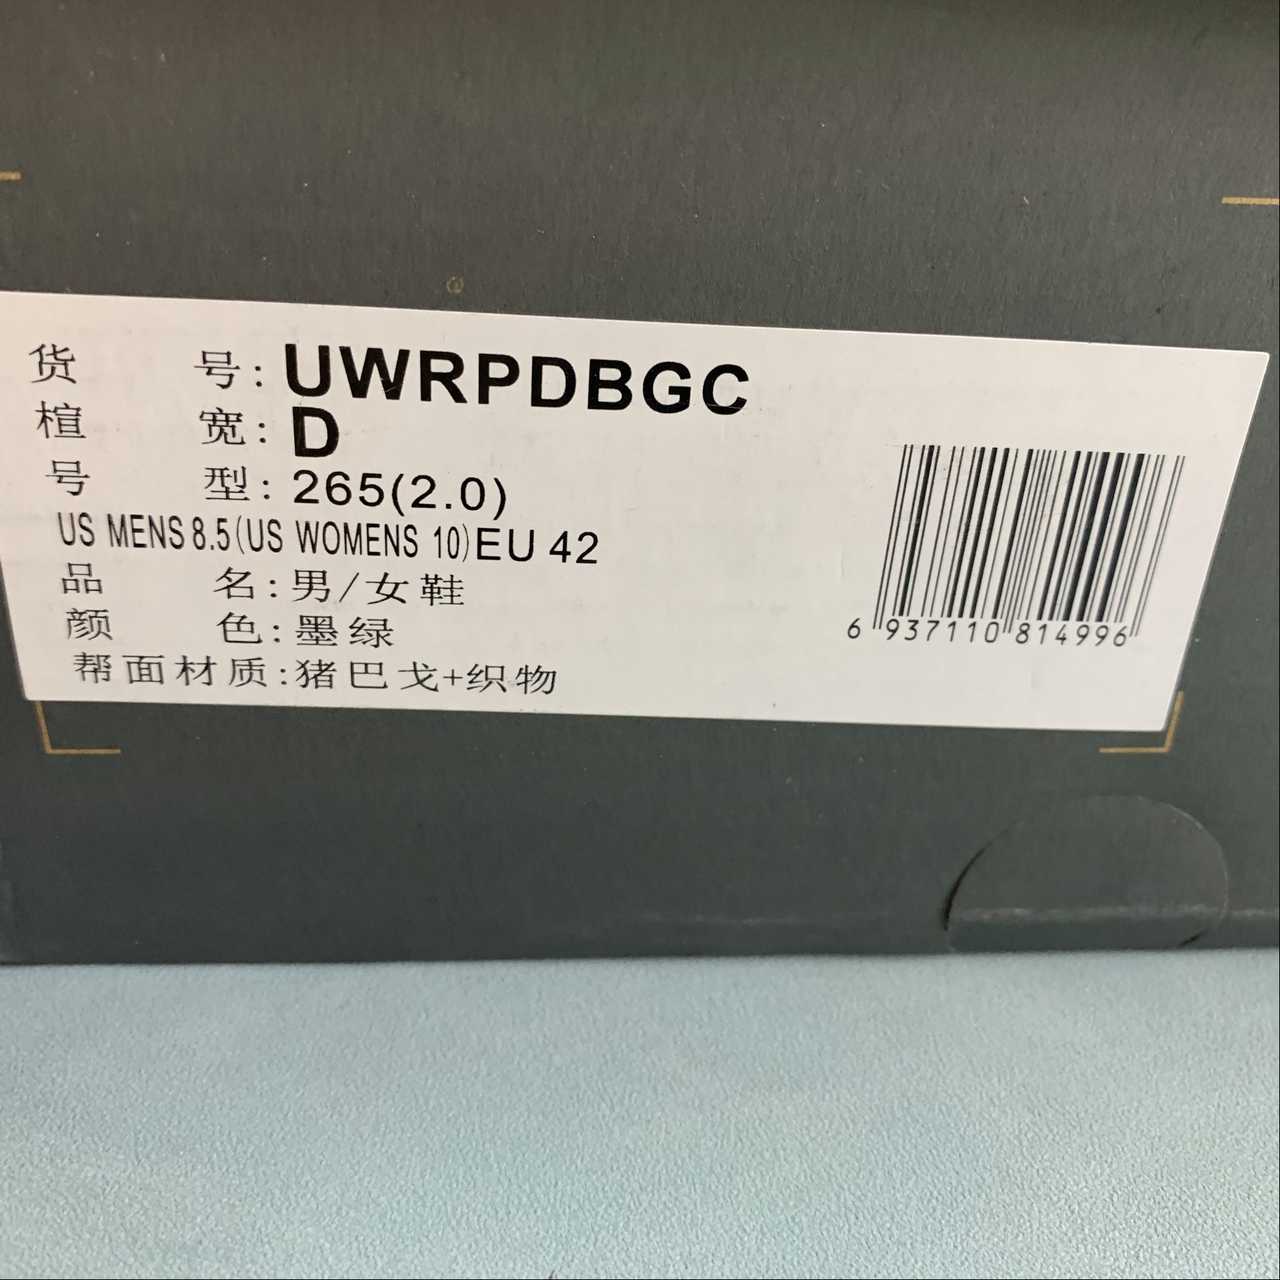 货 号: UWRPDBGC
楦 宽: D
号 型: 265(2.0)
US MENS 8.5(US WOMENS 10)EU 42
品 名: 男/女鞋
颜 色: 墨绿
帮面材质:猪巴戈+织物
6 937110 814996